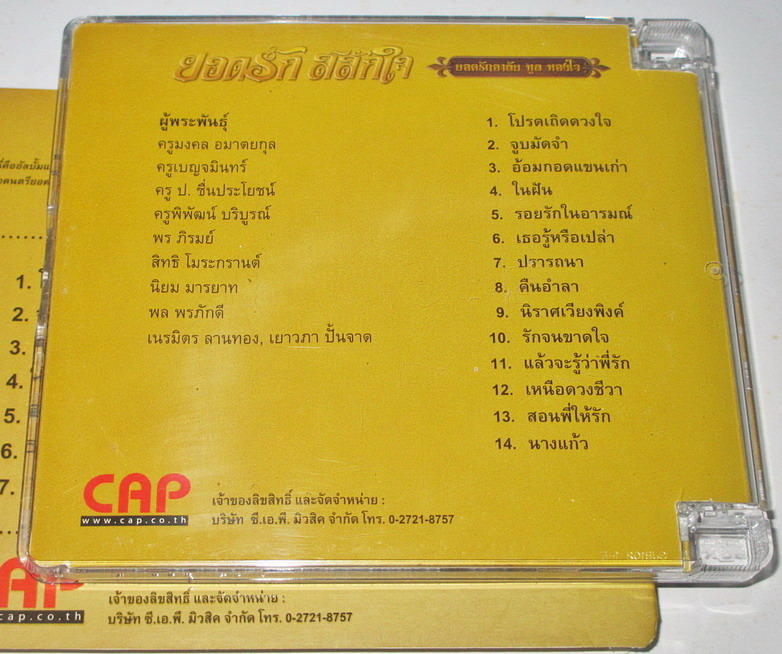 ยอดรัก สลักใจ
ผู้พระพันธุ์
ครูมงคล อมาตยกุล
ครูเบญจมินทร์
ครู ป. ชื่นประโยชน์
ครูพิพัฒน์ บริบูรณ์
พร ภิรมย์
สิทธิ โมระกรานต์
นิยม มารยาท
พล พรภักดี
เนรมิตร ลานทอง, เยาวภา ปั้นจาด
1. โปรดเถิดดวงใจ
2. จูบมัดจำ
3. อ้อมกอดแขนเก่า
4. ในฝัน
5. รอยรักในอารมณ์
6. เธอรู้หรือเปล่า
7. ปรารถนา
8. คืนอำลา
9. นิราศเวียงพิงค์
10. รักจนขาดใจ
11. แล้วจะรู้ว่าพี่รัก
12. เหนือดวงชีวา
13. สอนพี่ให้รัก
14. นางแก้ว
CAP
www.cap.co.th
เจ้าของลิขสิทธิ์ และจัดจำหน่าย :
บริษัท ซี.เอ.พี. มิวสิค จำกัด โทร. 0-2721-8757
1.
2.
3.
4.
5.
6.
7.
AP
cap.co.th
เจ้าของลิขสิทธิ์ และจัดจำหน่าย :
บริษัท ซี.เอ.พี. มิวสิค จำกัด โทร. 0-2721-8757